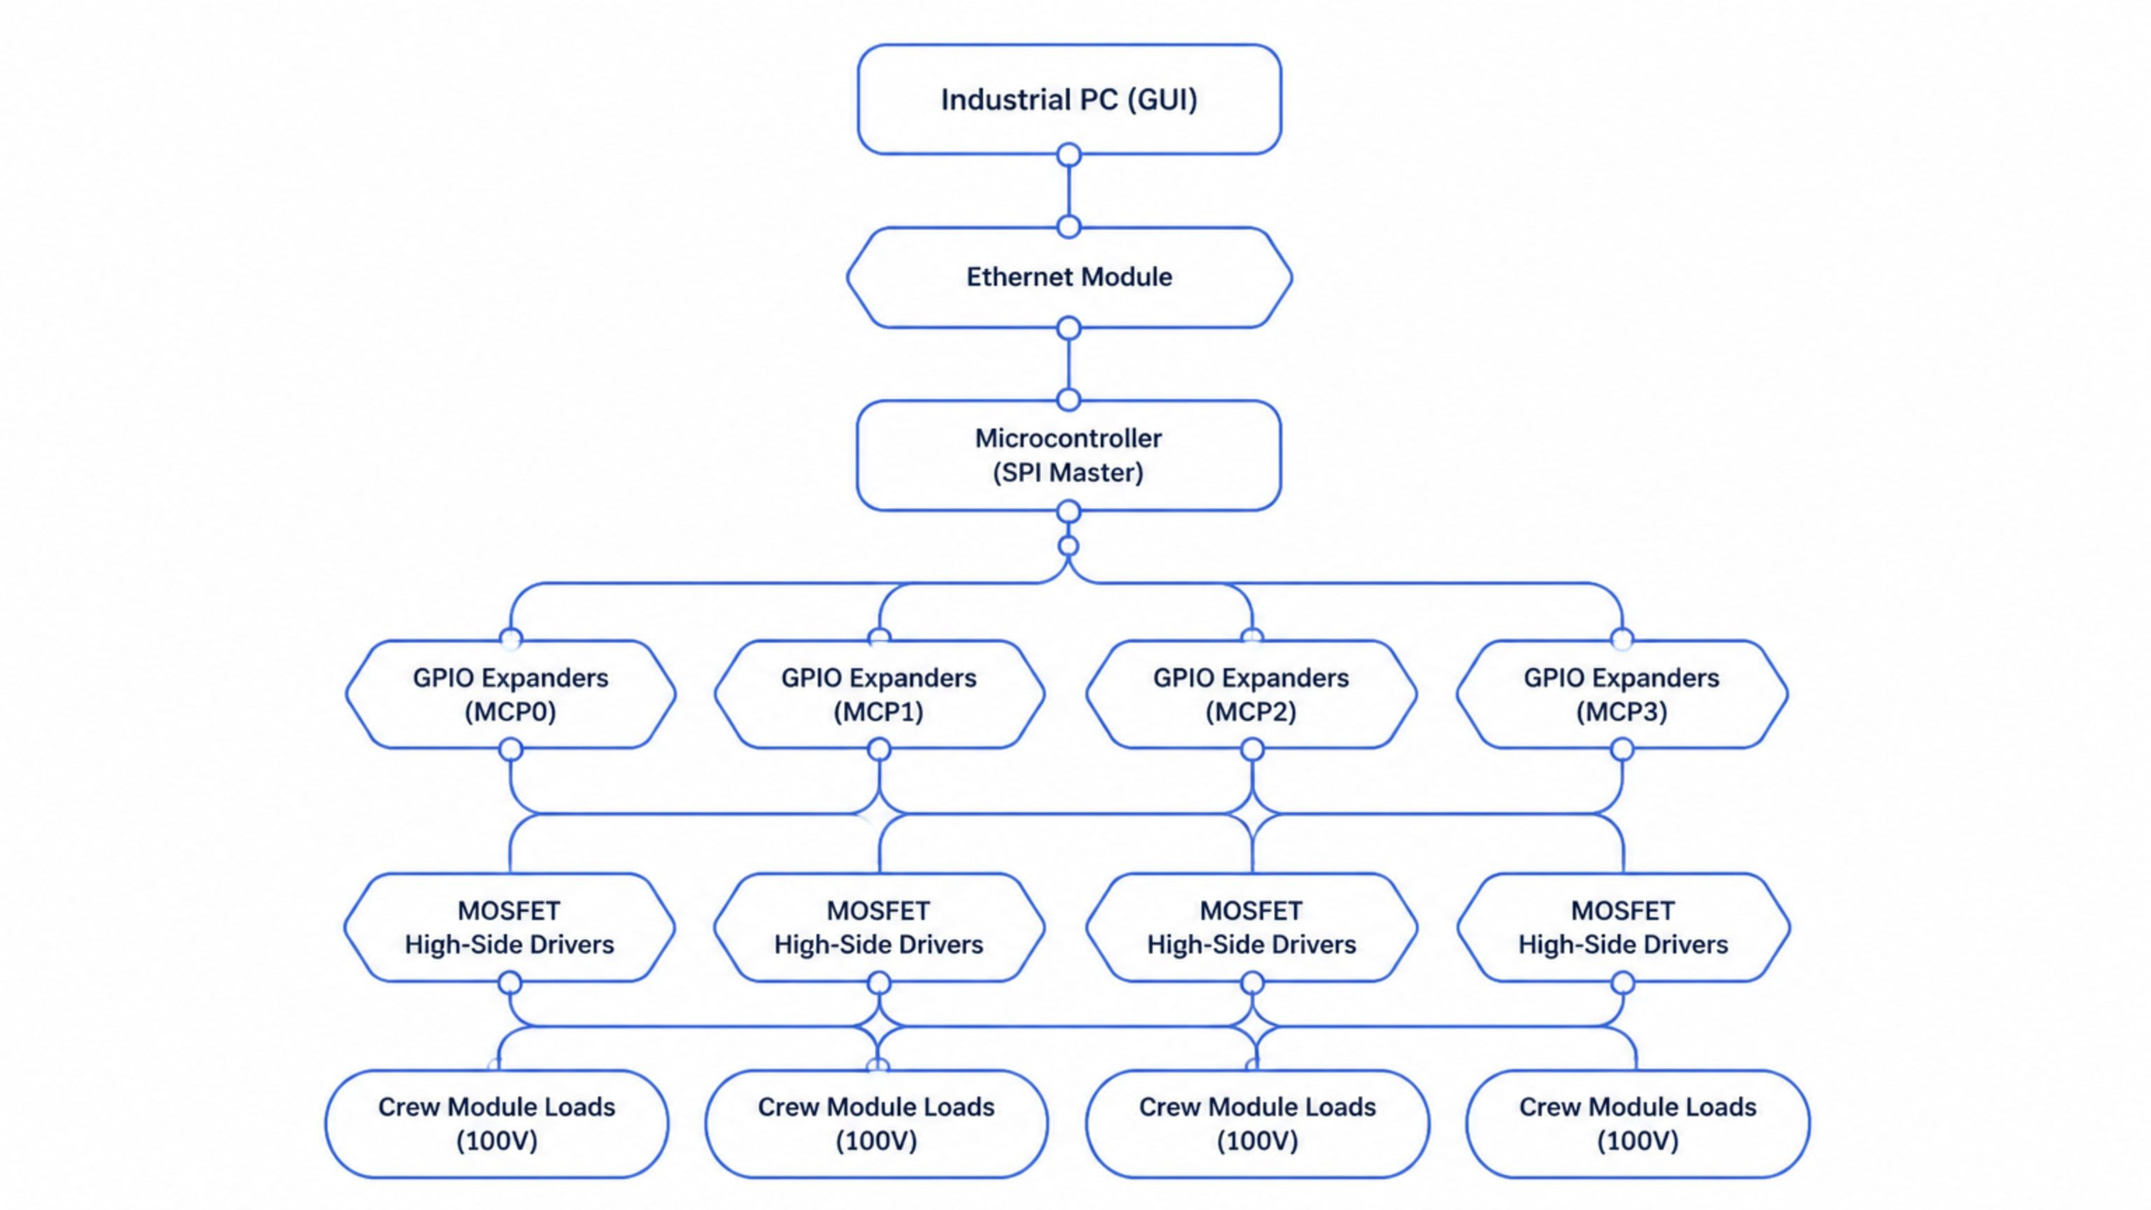 Industrial PC (GUI)
Ethernet Module
Microcontroller
(SPI Master)
GPIO Expanders
(MCP0)
GPIO Expanders
(MCP1)
GPIO Expanders
(MCP2)
GPIO Expanders
(MCP3)
MOSFET
High-Side Drivers
MOSFET
High-Side Drivers
MOSFET
High-Side Drivers
MOSFET
High-Side Drivers
Crew Module Loads
(100V)
Crew Module Loads
(100V)
Crew Module Loads
(100V)
Crew Module Loads
(100V)